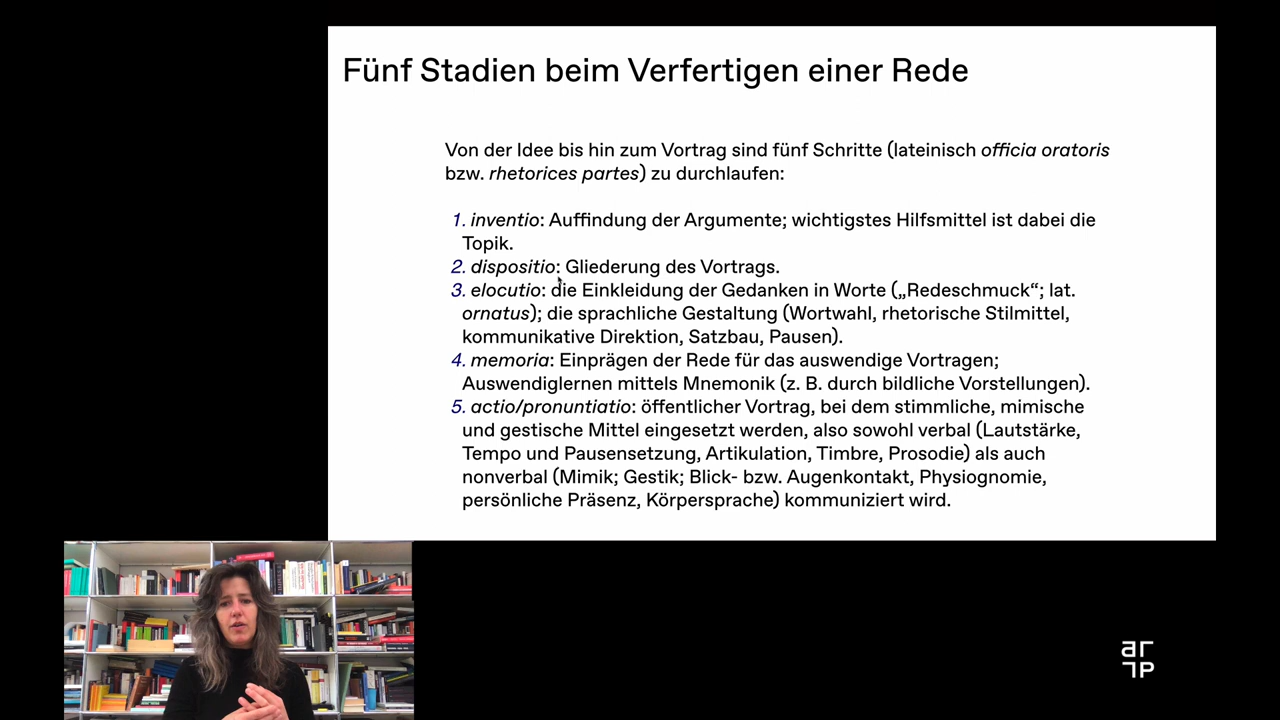 Fünf Stadien beim Verfertigen einer Rede
Von der Idee bis hin zum Vortrag sind fünf Schritte (lateinisch officia oratoris
bzw. rhetorices partes) zu durchlaufen:
1. inventio: Auffindung der Argumente; wichtigstes Hilfsmittel ist dabei die
Topik.
2. dispositio: Gliederung des Vortrags.
3. elocutio: die Einkleidung der Gedanken in Worte („Redeschmuck“; lat.
ornatus); die sprachliche Gestaltung (Wortwahl, rhetorische Stilmittel,
kommunikative Direktion, Satzbau, Pausen).
4. memoria: Einprägen der Rede für das auswendige Vortragen;
Auswendiglernen mittels Mnemonik (z. B. durch bildliche Vorstellungen).
5. actio/pronuntiatio: öffentlicher Vortrag, bei dem stimmliche, mimische
und gestische Mittel eingesetzt werden, also sowohl verbal (Lautstärke,
Tempo und Pausensetzung, Artikulation, Timbre, Prosodie) als auch
nonverbal (Mimik; Gestik; Blick- bzw. Augenkontakt, Physiognomie,
persönliche Präsenz, Körpersprache) kommuniziert wird.